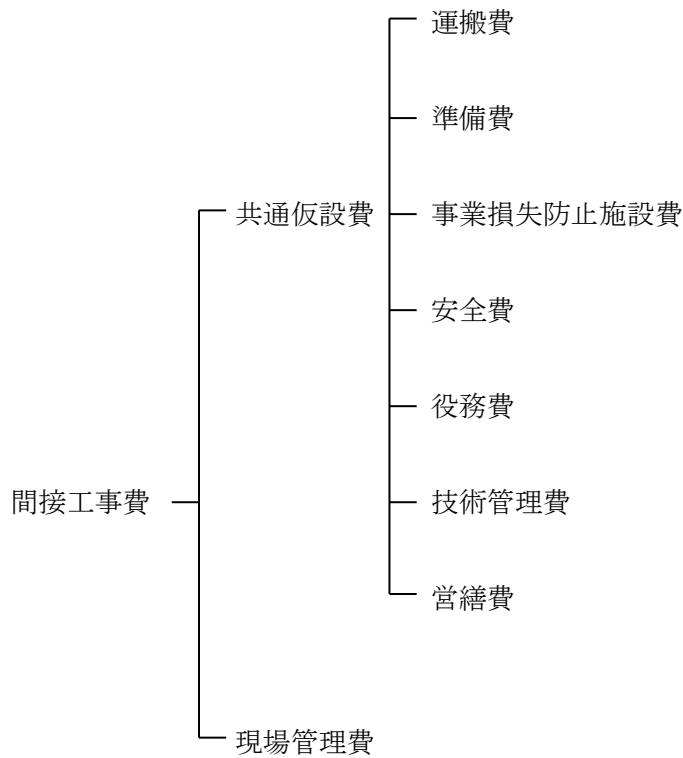 運搬費
準備費
共通仮設費
事業損失防止施設費
安全費
役務費
間接工事費
技術管理費
営繕費
現場管理費